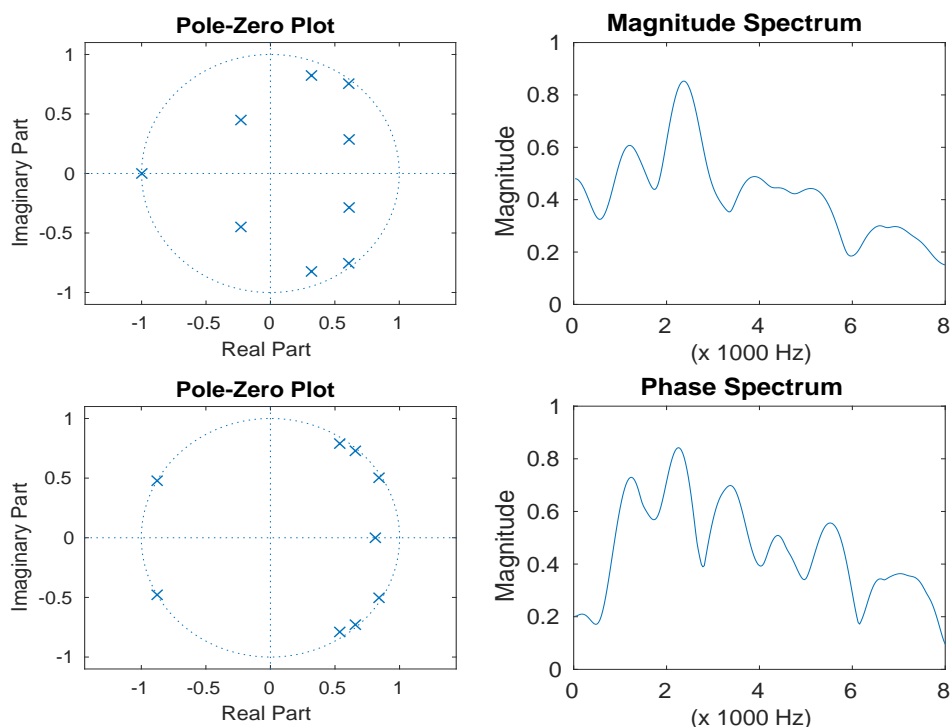 Pole-Zero Plot
1
0.5
0
-0.5
-1
Imaginary Part
-1 -0.5 0 0.5 1
Real Part
Magnitude Spectrum
1
0.8
0.6
0.4
0.2
0
Magnitude
0 2 4 6 8
(x 1000 Hz)
Pole-Zero Plot
1
0.5
0
-0.5
-1
Imaginary Part
-1 -0.5 0 0.5 1
Real Part
Phase Spectrum
1
0.8
0.6
0.4
0.2
0
Magnitude
0 2 4 6 8
(x 1000 Hz)